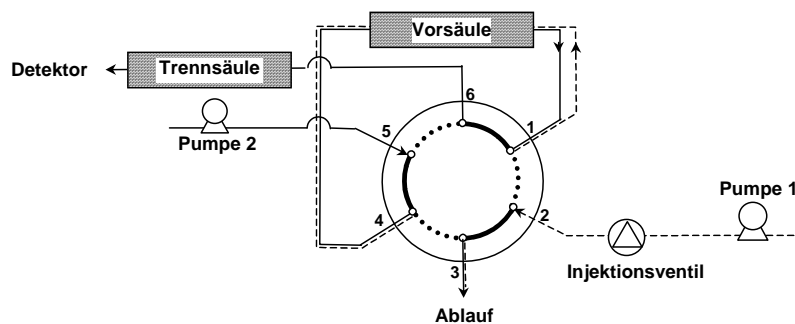 Vorsäule
Detektor
Trennsäule
6
1
5
Pumpe 2
Pumpe 1
4
2
Injektionsventil
3
Ablauf